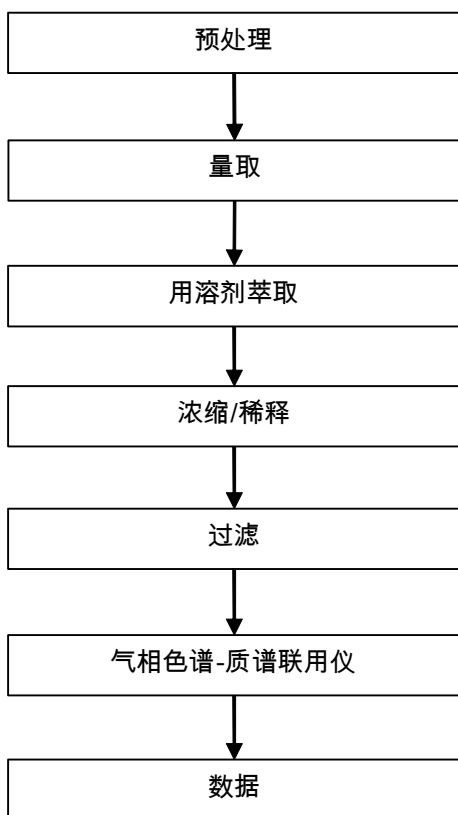 预处理
量取
用溶剂萃取
浓缩/稀释
过滤
气相色谱-质谱联用仪
数据